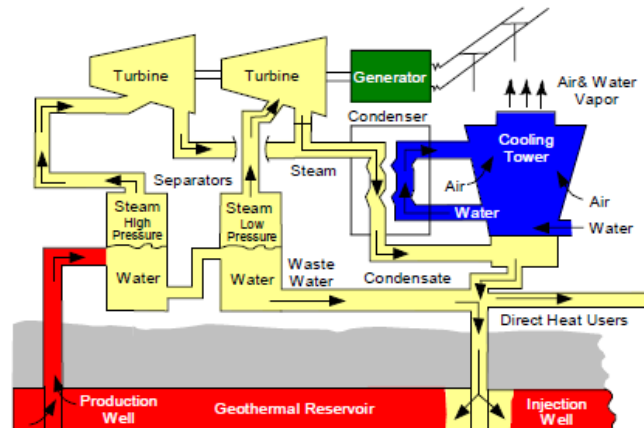 Turbine
Turbine
Generator
Air& Water
Vapor
Condenser
Cooling
Tower
Separators
Steam
Air
Air
Steam
High
Pressure
Steam
Low
Pressure
Water
Water
Water
Water
Waste
Water
Condensate
Direct Heat Users
Production
Well
Geothermal Reservoir
Injection
Well